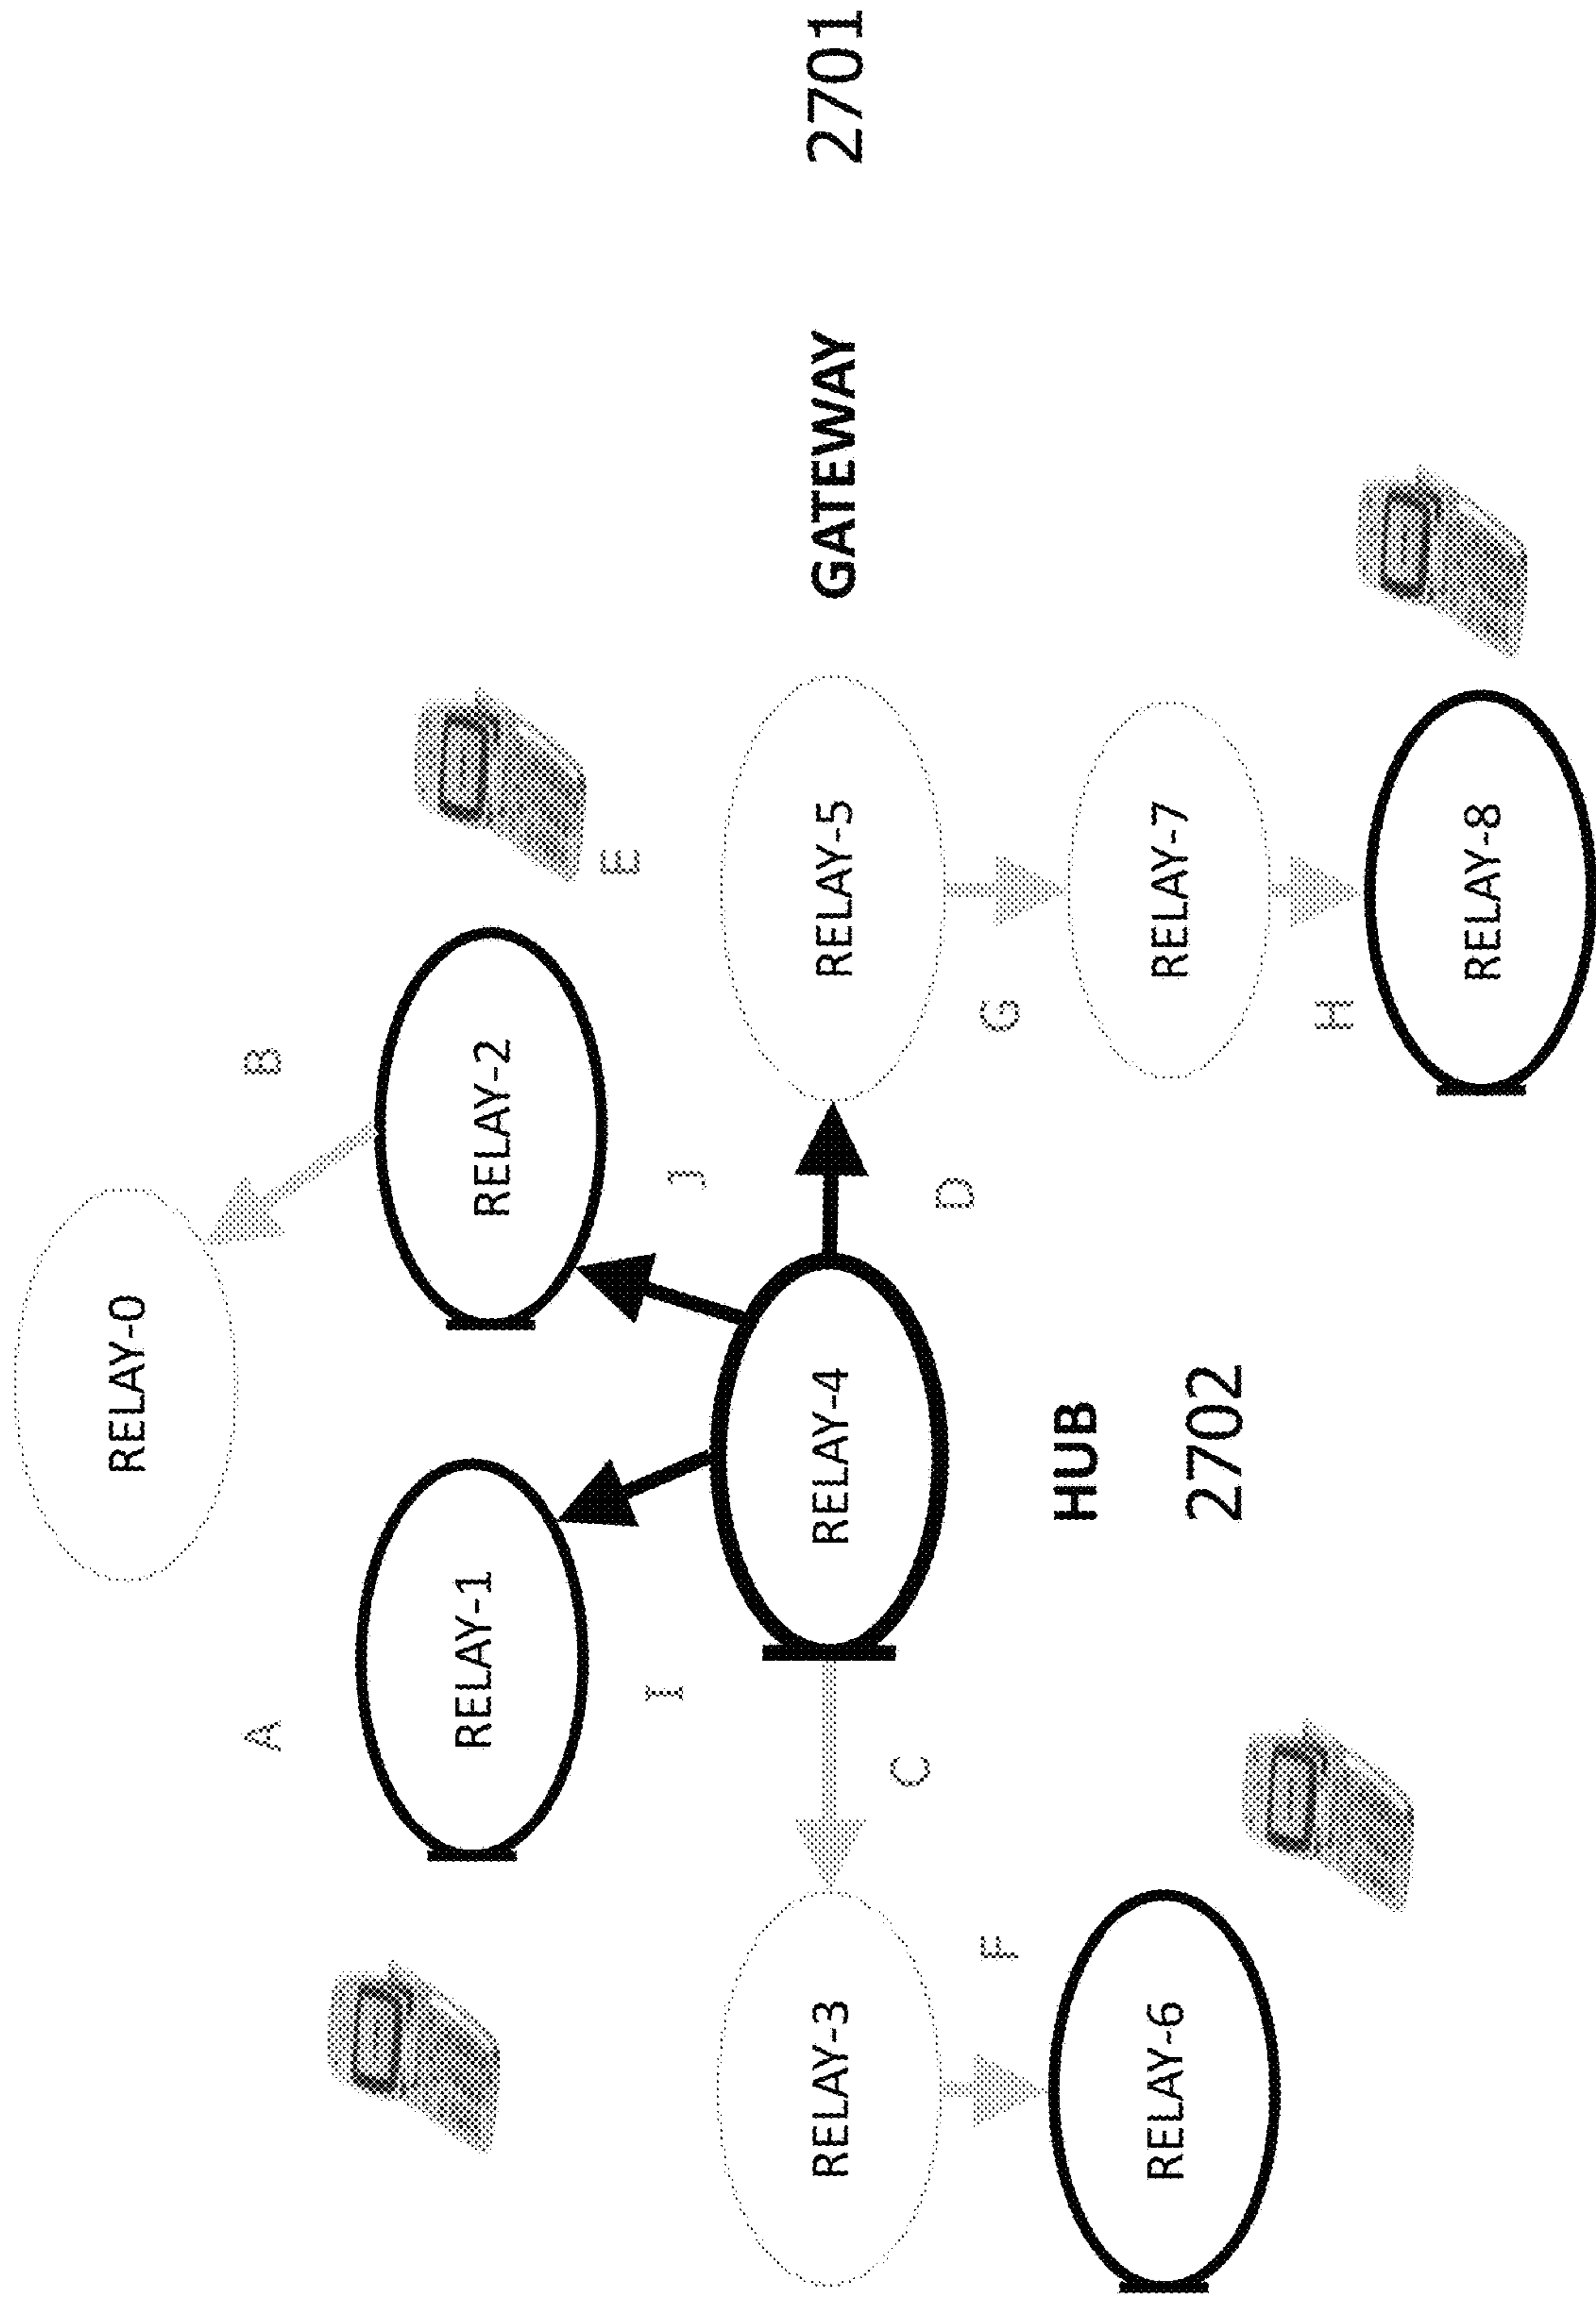 RELAY-0
A
B
RELAY-1
RELAY-2
I
J
E
RELAY-3
C
RELAY-4
D
RELAY-5
GATEWAY
2701
F
HUB
G
RELAY-6
2702
RELAY-7
H
RELAY-8